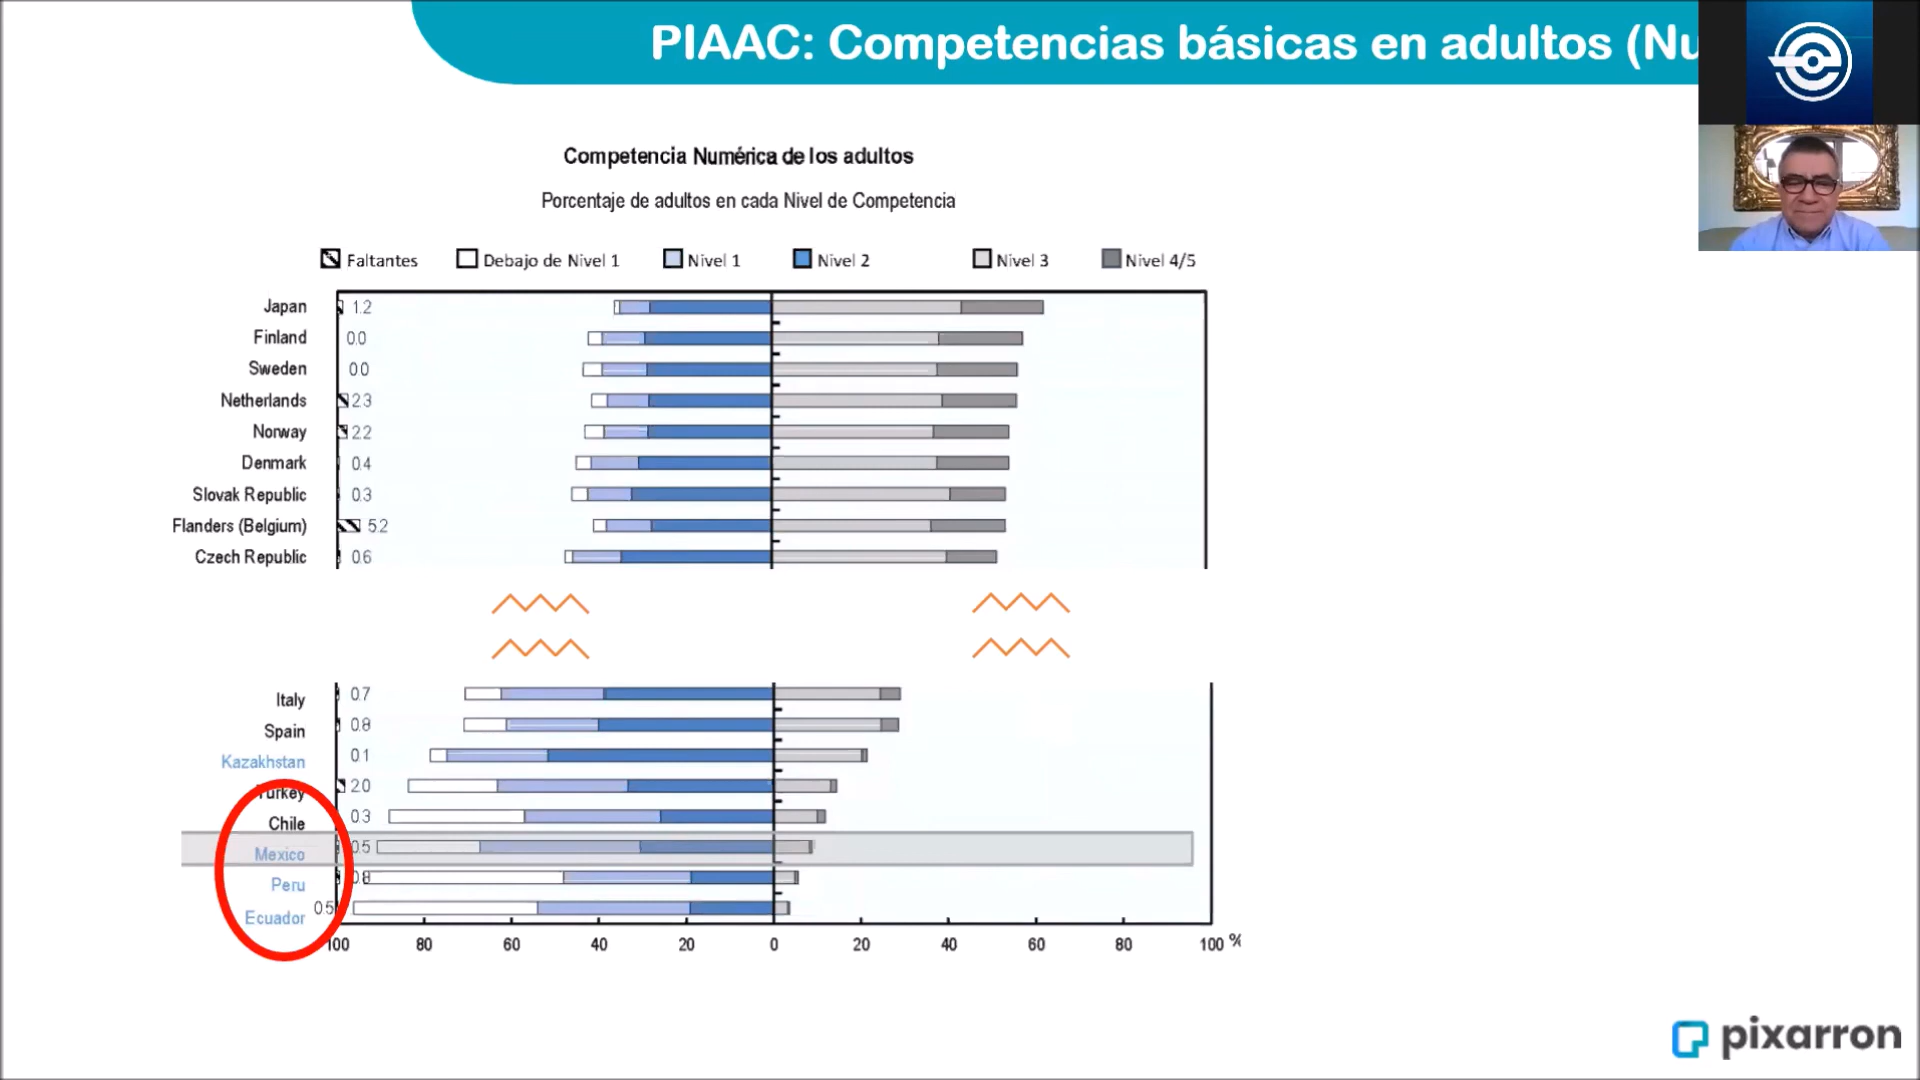 PIAAC: Competencias básicas en adultos (Nu
Competencia Numérica de los adultos
Porcentaje de adultos en cada Nivel de Competencia
Faltantes Debajo de Nivel 1 Nivel 1 Nivel 2 Nivel 3 Nivel 4/5
Japan 1.2
Finland 0.0
Sweden 0.0
Netherlands 2.3
Norway 2.2
Denmark 0.4
Slovak Republic 0.3
Flanders (Belgium) 5.2
Czech Republic 0.6
Italy 0.7
Spain 0.8
Kazakhstan 0.1
Turkey 2.0
Chile 0.3
Mexico 0.5
Peru 0.8
Ecuador 0.5
100 80 60 40 20 0 20 40 60 80 100 %
pixarron